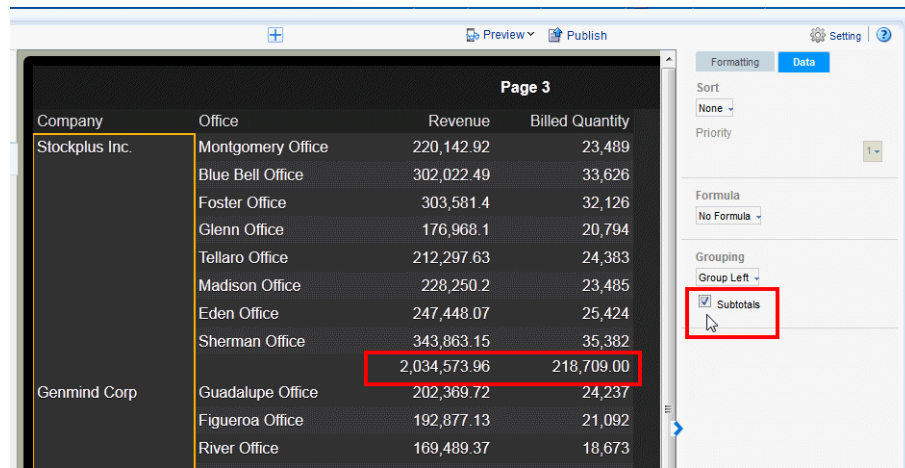 Preview Publish Setting
Formatting Data
Page 3
Sort
None
Priority
1
Company Office Revenue Billed Quantity
Stockplus Inc. Montgomery Office 220,142.92 23,489
Blue Bell Office 302,022.49 33,626
Foster Office 303,581.4 32,126
Glenn Office 176,968.1 20,794
Tellaro Office 212,297.63 24,383
Madison Office 228,250.2 23,485
Eden Office 247,448.07 25,424
Sherman Office 343,863.15 35,382
2,034,573.96 218,709.00
Genmind Corp Guadalupe Office 202,369.72 24,237
Figueroa Office 192,877.13 21,092
River Office 169,489.37 18,673
Formula
No Formula
Grouping
Group Left
Subtotals